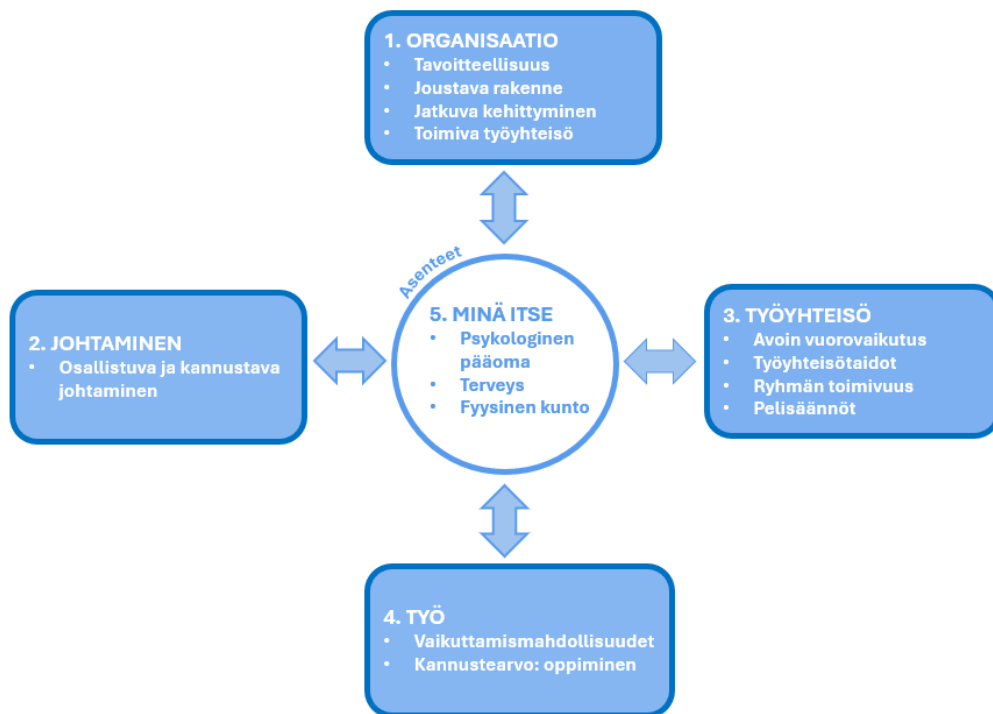 1. ORGANISAATIO
• Tavoitteellisuus
• Joustava rakenne
• Jatkuva kehittyminen
• Toimiva työyhteisö
Asenteet
2. JOHTAMINEN
• Osallistuva ja kannustava
johtaminen
5. MINÄ ITSE
• Psykologinen
pääoma
• Terveys
• Fyysinen kunto
3. TYÖYHTEISÖ
• Avoin vuorovaikutus
• Työyhteisötaidot
• Ryhmän toimivuus
• Pelisäännöt
4. TYÖ
• Vaikuttamismahdollisuudet
• Kannustearvo: oppiminen